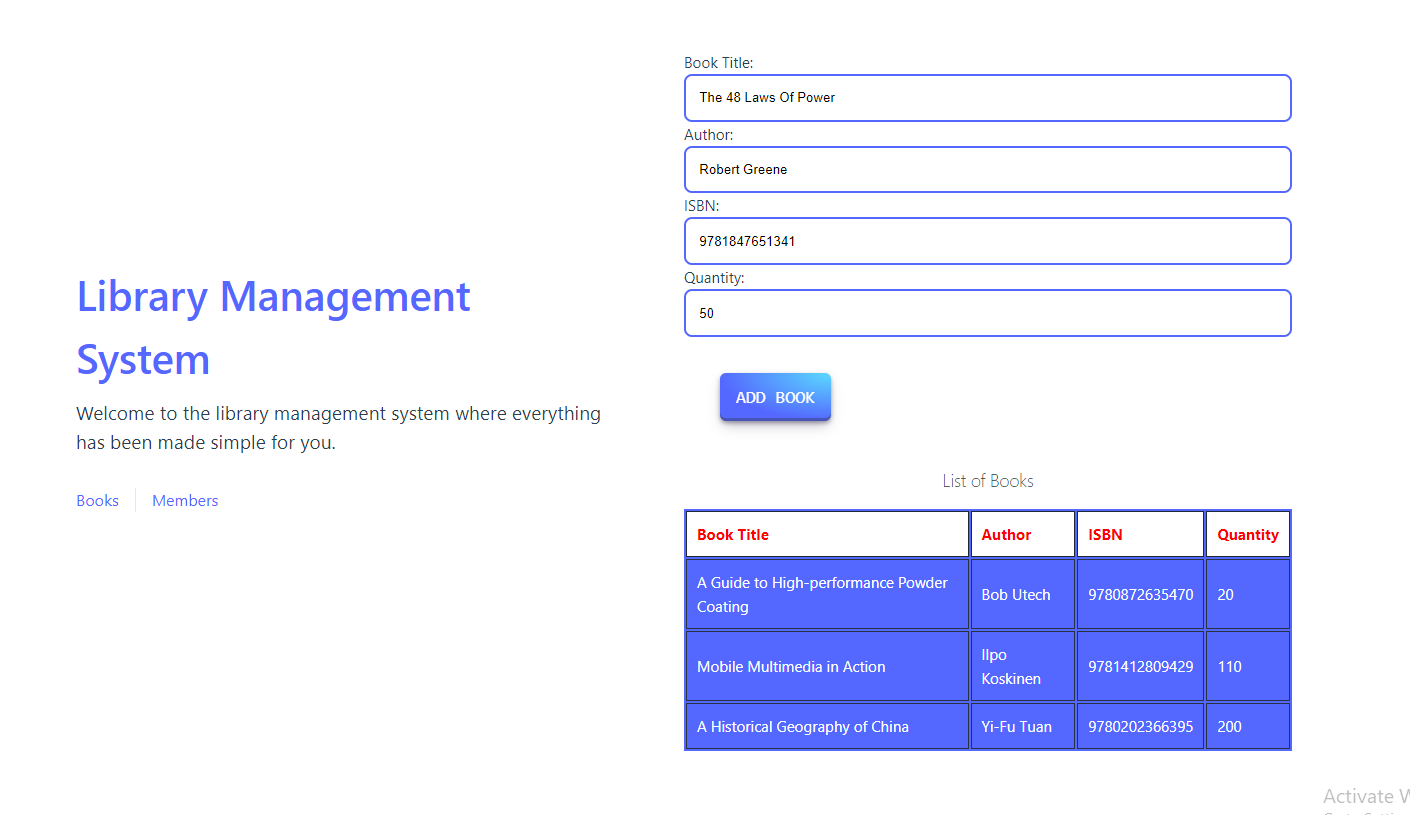 Library Management
System
Welcome to the library management system where everything
has been made simple for you.
Books
Members
Book Title:
The 48 Laws Of Power
Author:
Robert Greene
ISBN:
9781847651341
Quantity:
50
ADD BOOK
List of Books
Book Title Author ISBN Quantity
A Guide to High-performance Powder
Coating
Bob Utech 9780872635470 20
Mobile Multimedia in Action
Ilpo
Koskinen
9781412809429 110
A Historical Geography of China Yi-Fu Tuan 9780202366395 200
Activate